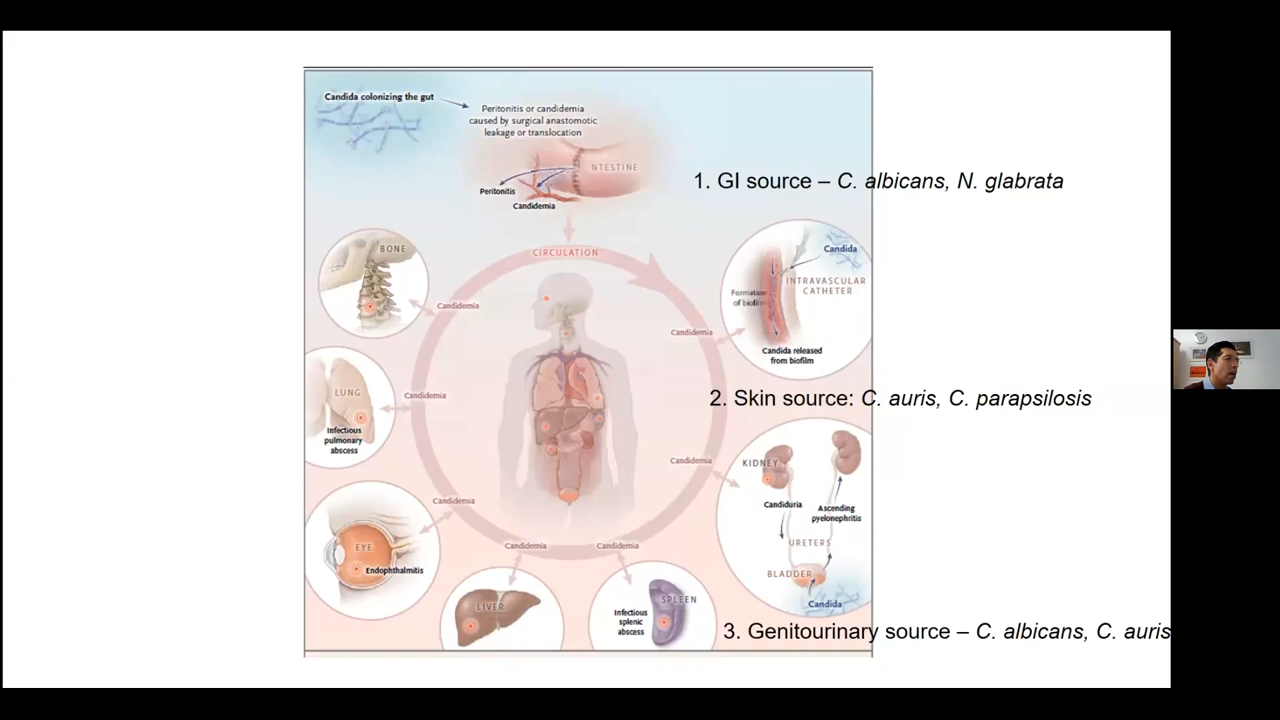 Candida colonizing the gut
Peritonitis or candidemia
caused by surgical anastomotic
leakage or translocation
NTESTINE
Peritonitis
Candidemia
1. GI source – C. albicans, N. glabrata
CIRCULATION
BONE
Candidemia
Candida
INTRAVASCULAR
CATHETER
Formation
of biofilm
Candidemia
Candida released
from biofilm
LUNG
Candidemia
Infectious
pulmonary
abscess
2. Skin source: C. auris, C. parapsilosis
Candidemia
KIDNEY
Candiduria
Ascending
pyelonephritis
URETERS
BLADDER
Candida
Candidemia
EYE
Endophthalmitis
Candidemia
Candidemia
LIVER
SPLEEN
Infectious
splenic
abscess
3. Genitourinary source – C. albicans, C. auris